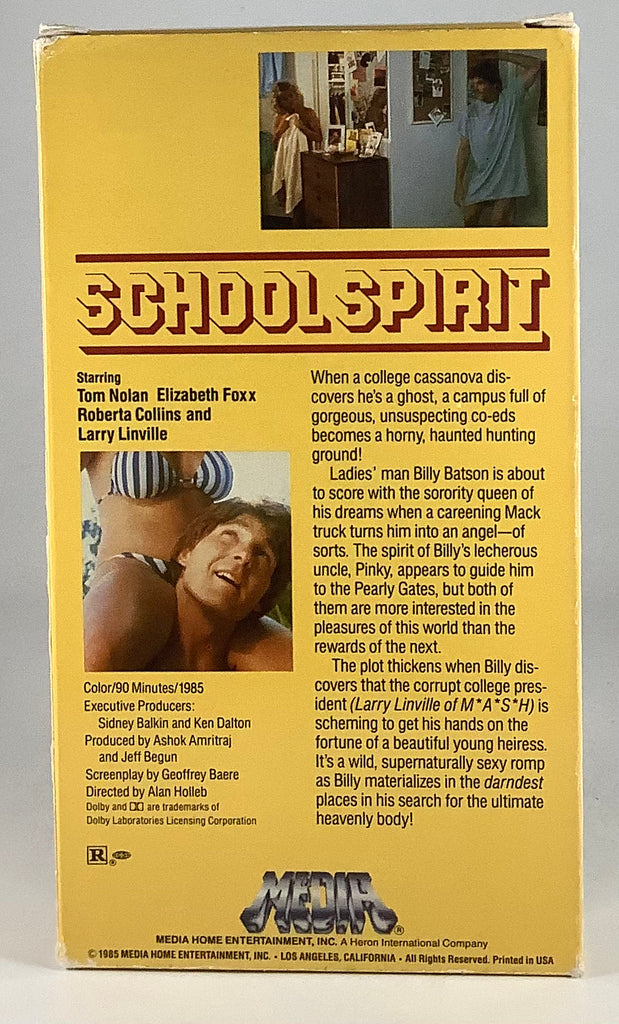 SCHOOL SPIRIT
Starring
Tom Nolan Elizabeth Foxx
Roberta Collins and
Larry Linville
Color/90 Minutes/1985
Executive Producers:
Sidney Balkin and Ken Dalton
Produced by Ashok Amritraj
and Jeff Begun
Screenplay by Geoffrey Baere
Directed by Alan Holleb
Dolby and DD are trademarks of
Dolby Laboratories Licensing Corporation
R ®
When a college cassanova dis-
covers he's a ghost, a campus full of
gorgeous, unsuspecting co-eds
becomes a horny, haunted hunting
ground!
Ladies' man Billy Batson is about
to score with the sorority queen of
his dreams when a careening Mack
truck turns him into an angel—of
sorts. The spirit of Billy's lecherous
uncle, Pinky, appears to guide him
to the Pearly Gates, but both of
them are more interested in the
pleasures of this world than the
rewards of the next.
The plot thickens when Billy dis-
covers that the corrupt college pres-
ident (Larry Linville of M*A*S*H) is
scheming to get his hands on the
fortune of a beautiful young heiress.
It's a wild, supernaturally sexy romp
as Billy materializes in the darndest
places in his search for the ultimate
heavenly body!
MEDIA ®
MEDIA HOME ENTERTAINMENT, INC. A Heron International Company
© 1985 MEDIA HOME ENTERTAINMENT, INC. • LOS ANGELES, CALIFORNIA • All Rights Reserved. Printed in USA